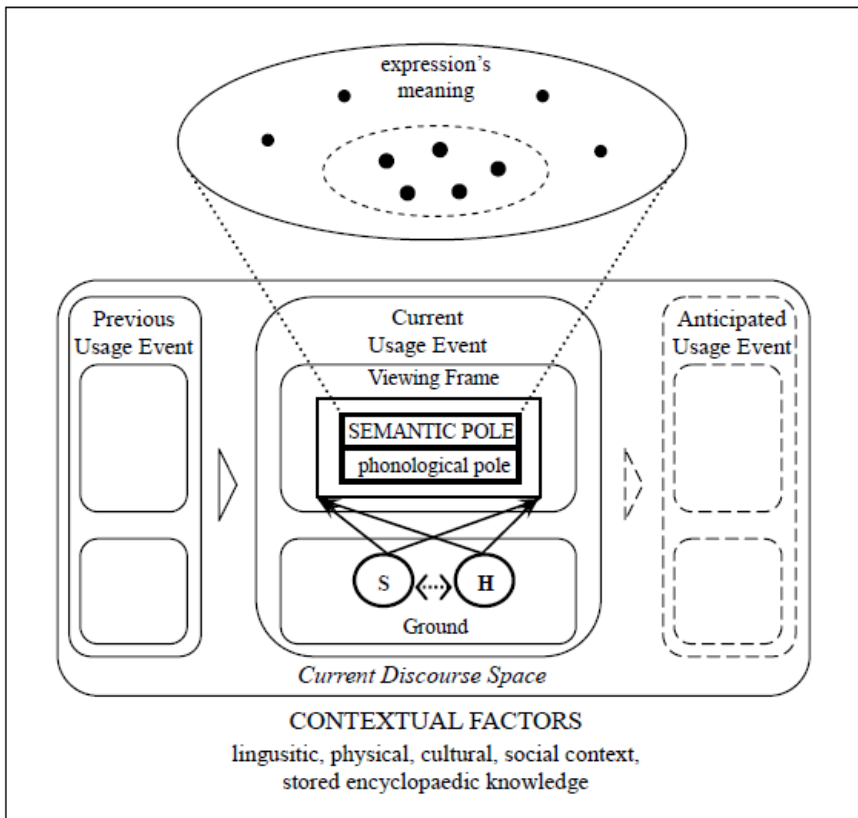 expression's
meaning
Previous
Usage Event
Current
Usage Event
Anticipated
Usage Event
Viewing Frame
SEMANTIC POLE
phonological pole
S
H
Ground
Current Discourse Space
CONTEXTUAL FACTORS
lingusitic, physical, cultural, social context,
stored encyclopaedic knowledge